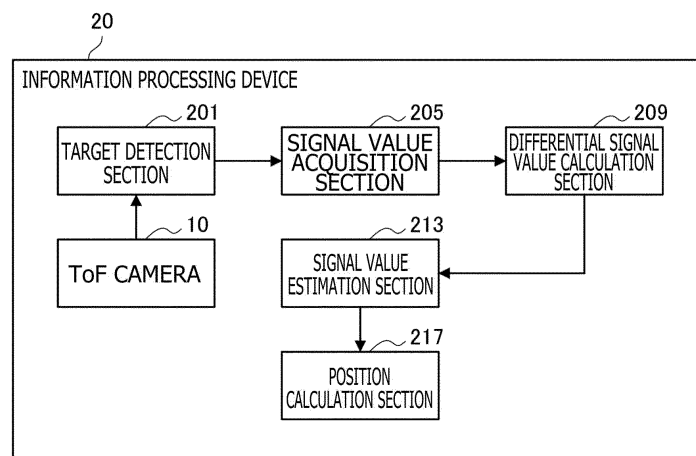 20
INFORMATION PROCESSING DEVICE
201
TARGET DETECTION
SECTION
205
SIGNAL VALUE
ACQUISITION
SECTION
209
DIFFERENTIAL SIGNAL
VALUE CALCULATION
SECTION
10
ToF CAMERA
213
SIGNAL VALUE
ESTIMATION SECTION
217
POSITION
CALCULATION SECTION